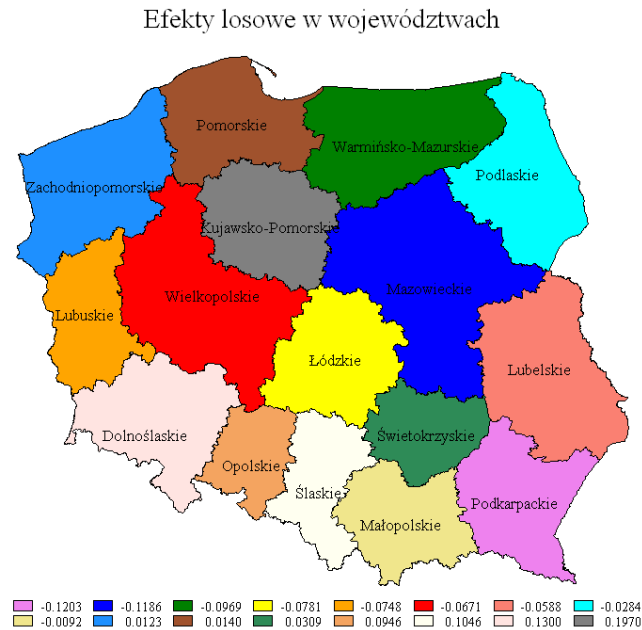 Efekty losowe w województwach
Pomorskie
Warmińsko-Mazurskie
Podlaskie
Zachodniopomorskie
Kujawsko-Pomorski
Wielkopolskie
Mazowieckie
Lubuskie
Łódzkie
Lubelskie
Dolnośląskie
Świetokrzyskie
Opolskie
Śląskie
Podkarpackie
Małopolskie
-0.1203 -0.1186 -0.0969 -0.0781 -0.0748 -0.0671 -0.0588 -0.0284
-0.0092 0.0123 0.0140 0.0309 0.0946 0.1046 0.1300 0.1970